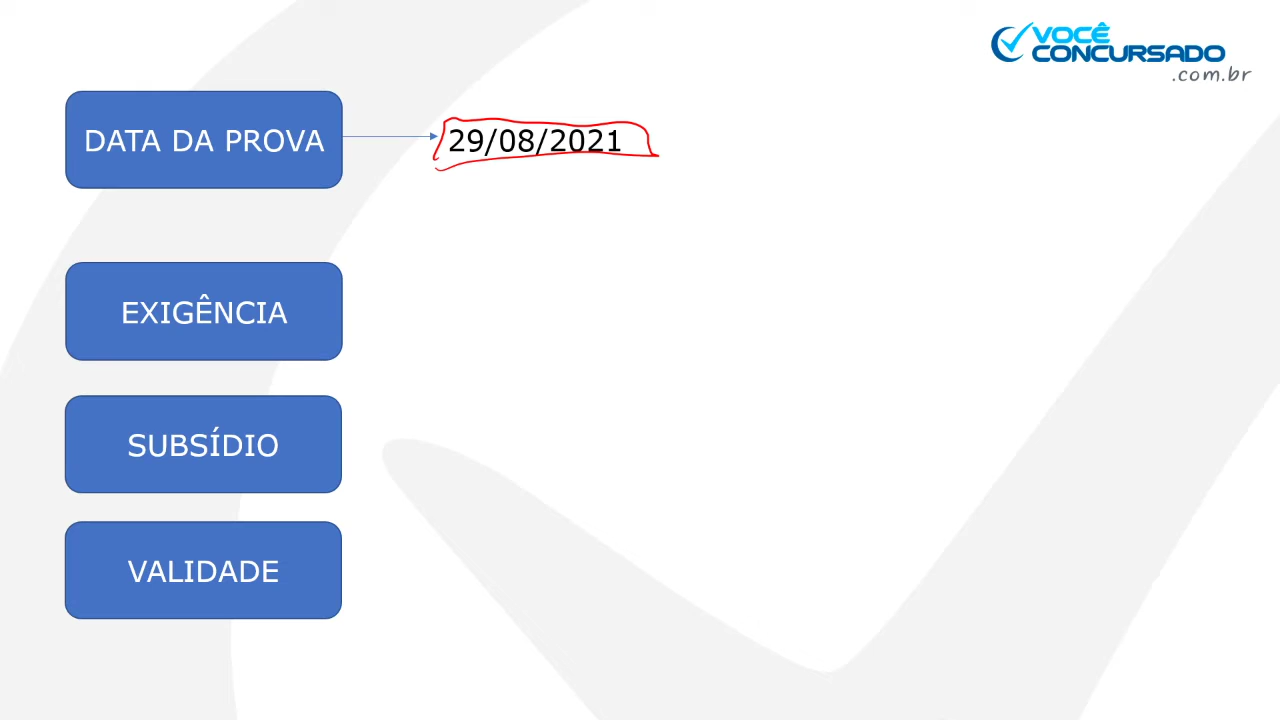 VOCÊ
CONCURSADO
.com.br
DATA DA PROVA
29/08/2021
EXIGÊNCIA
SUBSÍDIO
VALIDADE